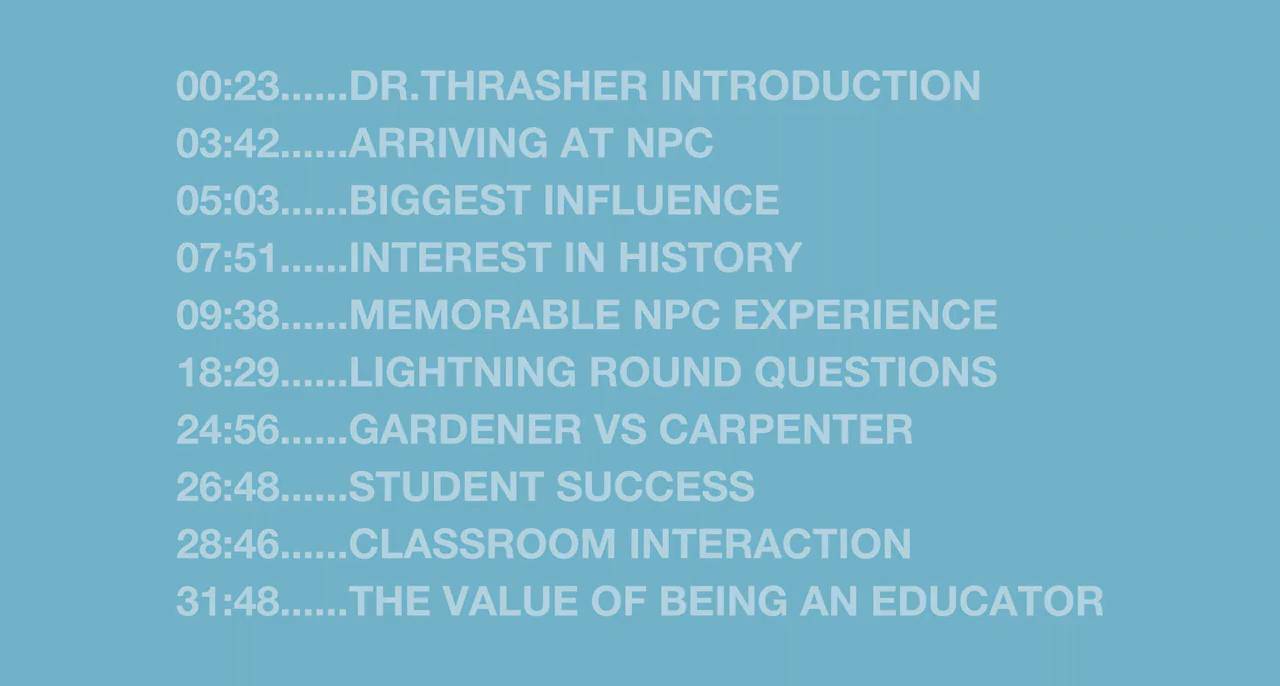 00:23......DR.THRASHER INTRODUCTION
03:42......ARRIVING AT NPC
05:03......BIGGEST INFLUENCE
07:51......INTEREST IN HISTORY
09:38......MEMORABLE NPC EXPERIENCE
18:29......LIGHTNING ROUND QUESTIONS
24:56......GARDENER VS CARPENTER
26:48......STUDENT SUCCESS
28:46......CLASSROOM INTERACTION
31:48......THE VALUE OF BEING AN EDUCATOR